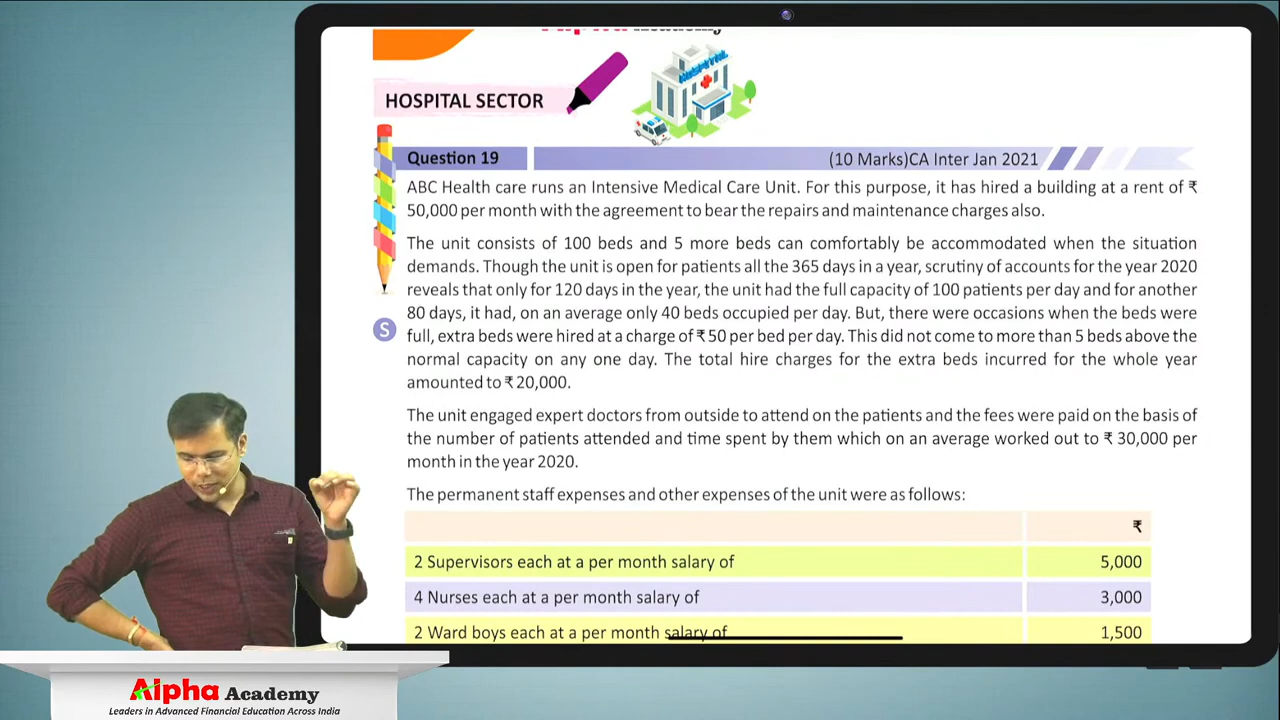 HOSPITAL
HOSPITAL SECTOR
Question 19
(10 Marks)CA Inter Jan 2021
ABC Health care runs an Intensive Medical Care Unit. For this purpose, it has hired a building at a rent of ₹
50,000 per month with the agreement to bear the repairs and maintenance charges also.
The unit consists of 100 beds and 5 more beds can comfortably be accommodated when the situation
demands. Though the unit is open for patients all the 365 days in a year, scrutiny of accounts for the year 2020
reveals that only for 120 days in the year, the unit had the full capacity of 100 patients per day and for another
80 days, it had, on an average only 40 beds occupied per day. But, there were occasions when the beds were
S
full, extra beds were hired at a charge of ₹ 50 per bed per day. This did not come to more than 5 beds above the
normal capacity on any one day. The total hire charges for the extra beds incurred for the whole year
amounted to ₹ 20,000.
The unit engaged expert doctors from outside to attend on the patients and the fees were paid on the basis of
the number of patients attended and time spent by them which on an average worked out to ₹ 30,000 per
month in the year 2020.
The permanent staff expenses and other expenses of the unit were as follows:
₹
2 Supervisors each at a per month salary of 5,000
4 Nurses each at a per month salary of 3,000
2 Ward boys each at a per month salary of 1,500
Alpha Academy
Leaders in Advanced Financial Education Across India